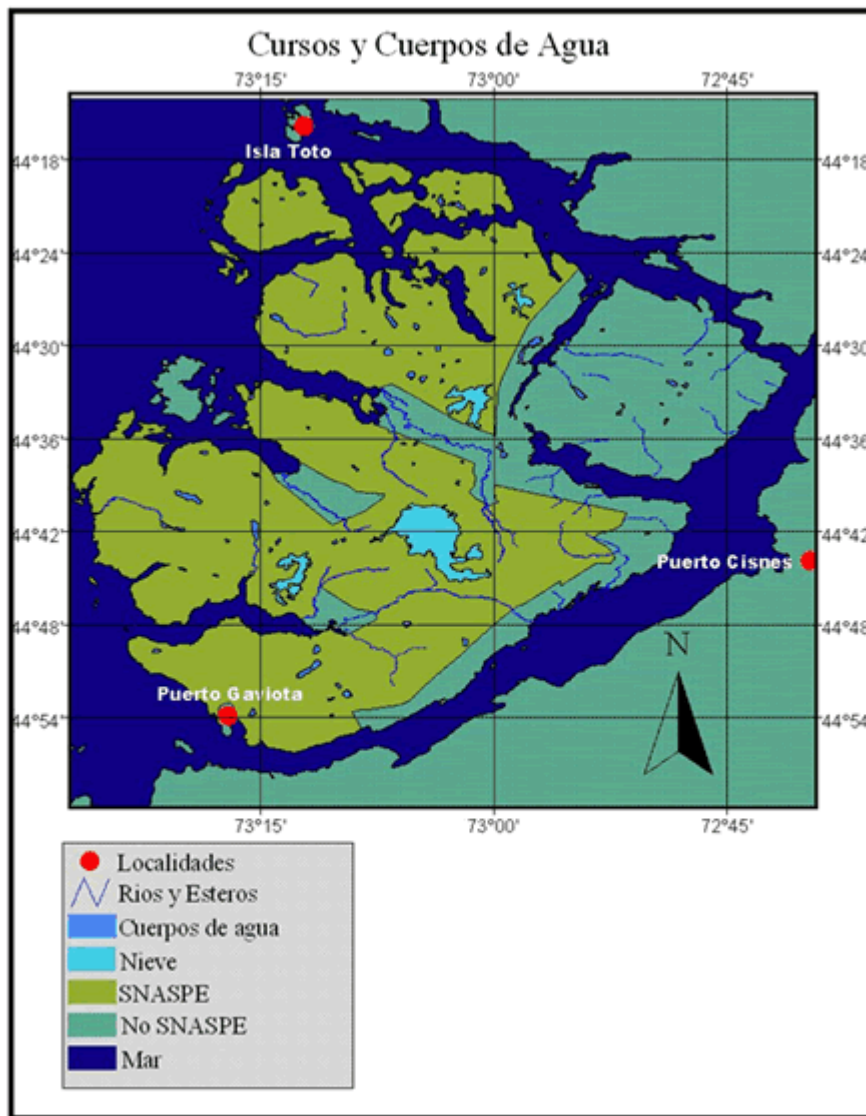 Cursos y Cuerpos de Agua
73°15' 73°00' 72°45'
Isla Toto
44°18' 44°18'
44°24' 44°24'
44°30' 44°30'
44°36' 44°36'
44°42' 44°42'
Puerto Cisnes
44°48' 44°48'
N
Puerto Gaviota
44°54' 44°54'
73°15' 73°00' 72°45'
Localidades
Rios y Esteros
Cuerpos de agua
Nieve
SNASPE
No SNASPE
Mar